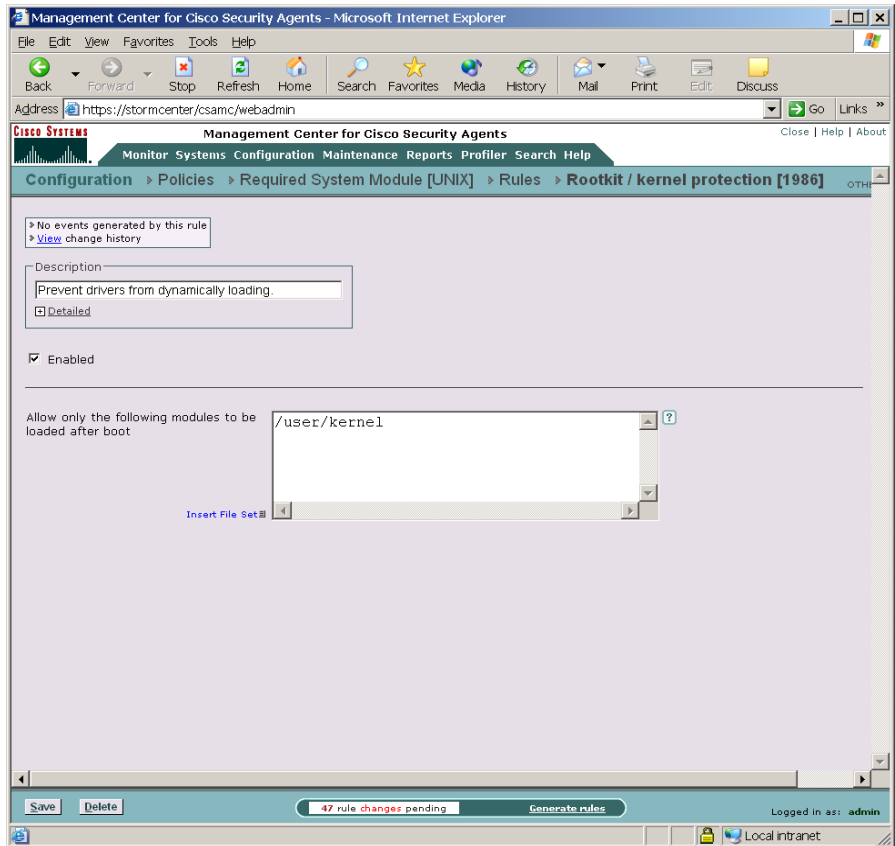 Management Center for Cisco Security Agents - Microsoft Internet Explorer
File Edit View Favorites Tools Help
Back Forward Stop Refresh Home Search Favorites Media History Mail Print Edit Discuss
Address https://stormcenter/csamc/webadmin Go Links »
CISCO SYSTEMS Management Center for Cisco Security Agents Close | Help | About
Monitor Systems Configuration Maintenance Reports Profiler Search Help
Configuration > Policies > Required System Module [UNIX] > Rules > Rootkit / kernel protection [1986] OTHE
No events generated by this rule
View change history
Description
Prevent drivers from dynamically loading.
+ Detailed
Enabled
Allow only the following modules to be
loaded after boot
/user/kernel
?
Insert File Set
Save Delete 47 rule changes pending Generate rules Logged in as: admin
Local intranet